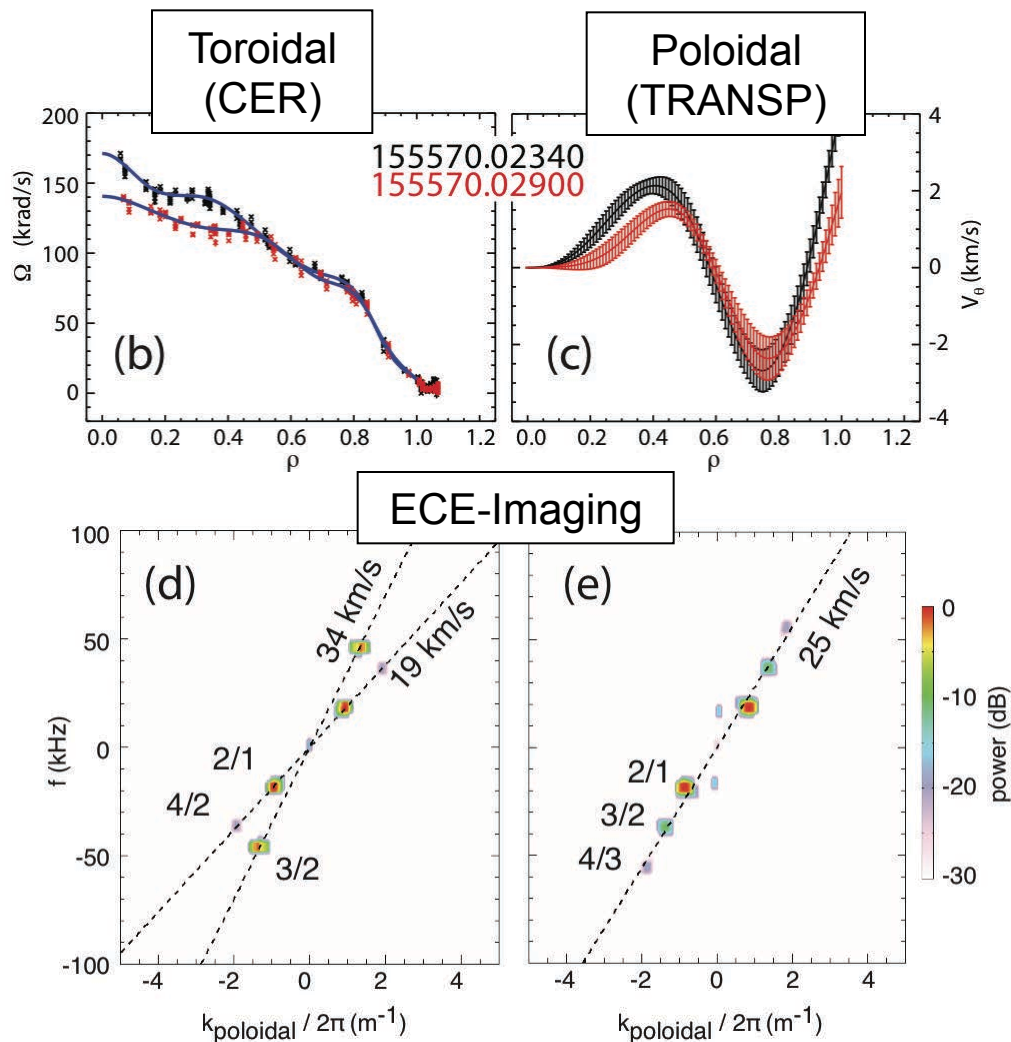 Toroidal
(CER)
Poloidal
(TRANSP)
200
150
100
50
0
Ω (krad/s)
(b)
0.0 0.2 0.4 0.6 0.8 1.0 1.2
ρ
155570.02340
155570.02900
4
2
0
-2
-4
V_θ (km/s)
(c)
0.0 0.2 0.4 0.6 0.8 1.0 1.2
ρ
ECE-Imaging
100
50
0
-50
-100
f (kHz)
(d)
34 km/s
19 km/s
2/1
4/2
3/2
-4 -2 0 2 4
k_poloidal / 2π (m⁻¹)
(e)
25 km/s
2/1
3/2
4/3
-4 -2 0 2 4
k_poloidal / 2π (m⁻¹)
0
-10
-20
-30
power (dB)